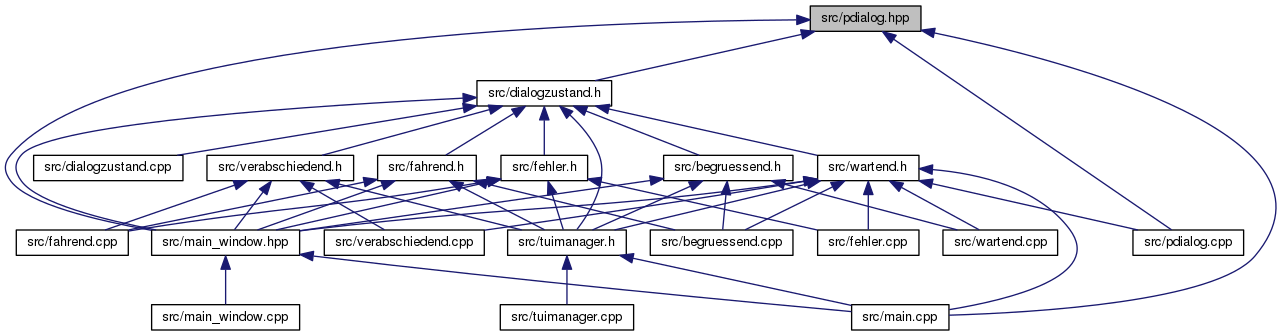 src/pdialog.hpp
src/dialogzustand.h
src/dialogzustand.cpp
src/verabschiedend.h
src/fahrend.h
src/fehler.h
src/begruessend.h
src/wartend.h
src/fahrend.cpp
src/main_window.hpp
src/verabschiedend.cpp
src/tuimanager.h
src/begruessend.cpp
src/fehler.cpp
src/wartend.cpp
src/pdialog.cpp
src/main_window.cpp
src/tuimanager.cpp
src/main.cpp